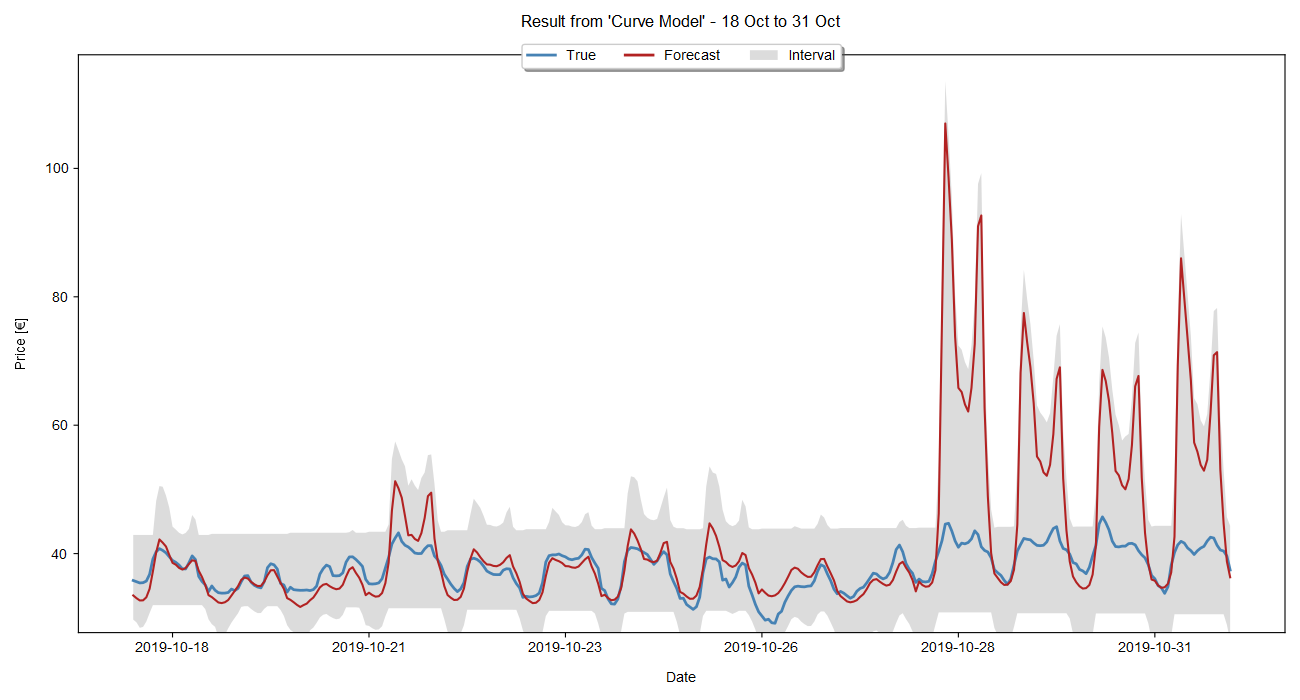 Result from 'Curve Model' - 18 Oct to 31 Oct
True Forecast Interval
Price [€]
100
80
60
40
2019-10-18 2019-10-21 2019-10-23 2019-10-26 2019-10-28 2019-10-31
Date